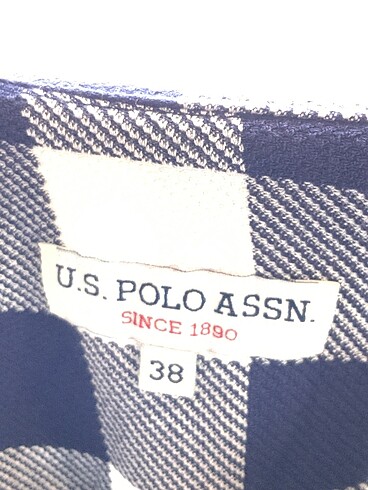 U.S. POLO ASSN.
SINCE 1890
38